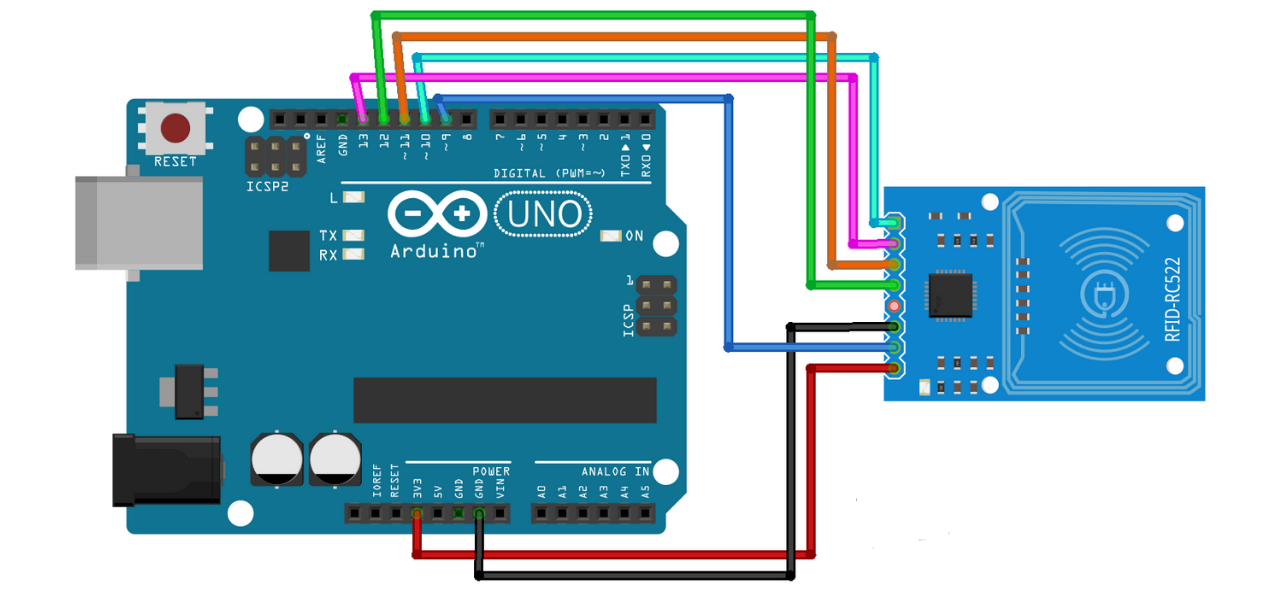 RESET
ICSP2
AREF
GND
13
12
~11
~10
~9
8
7
~6
~5
4
~3
2
TX0▶1
RX0◀0
DIGITAL (PWM=~)
L
TX
RX
UNO
Arduino™
ON
1
ICSP
RFID-RC522
POWER
ANALOG IN
IOREF
RESET
3V3
5V
GND
GND
VIN
A0
A1
A2
A3
A4
A5